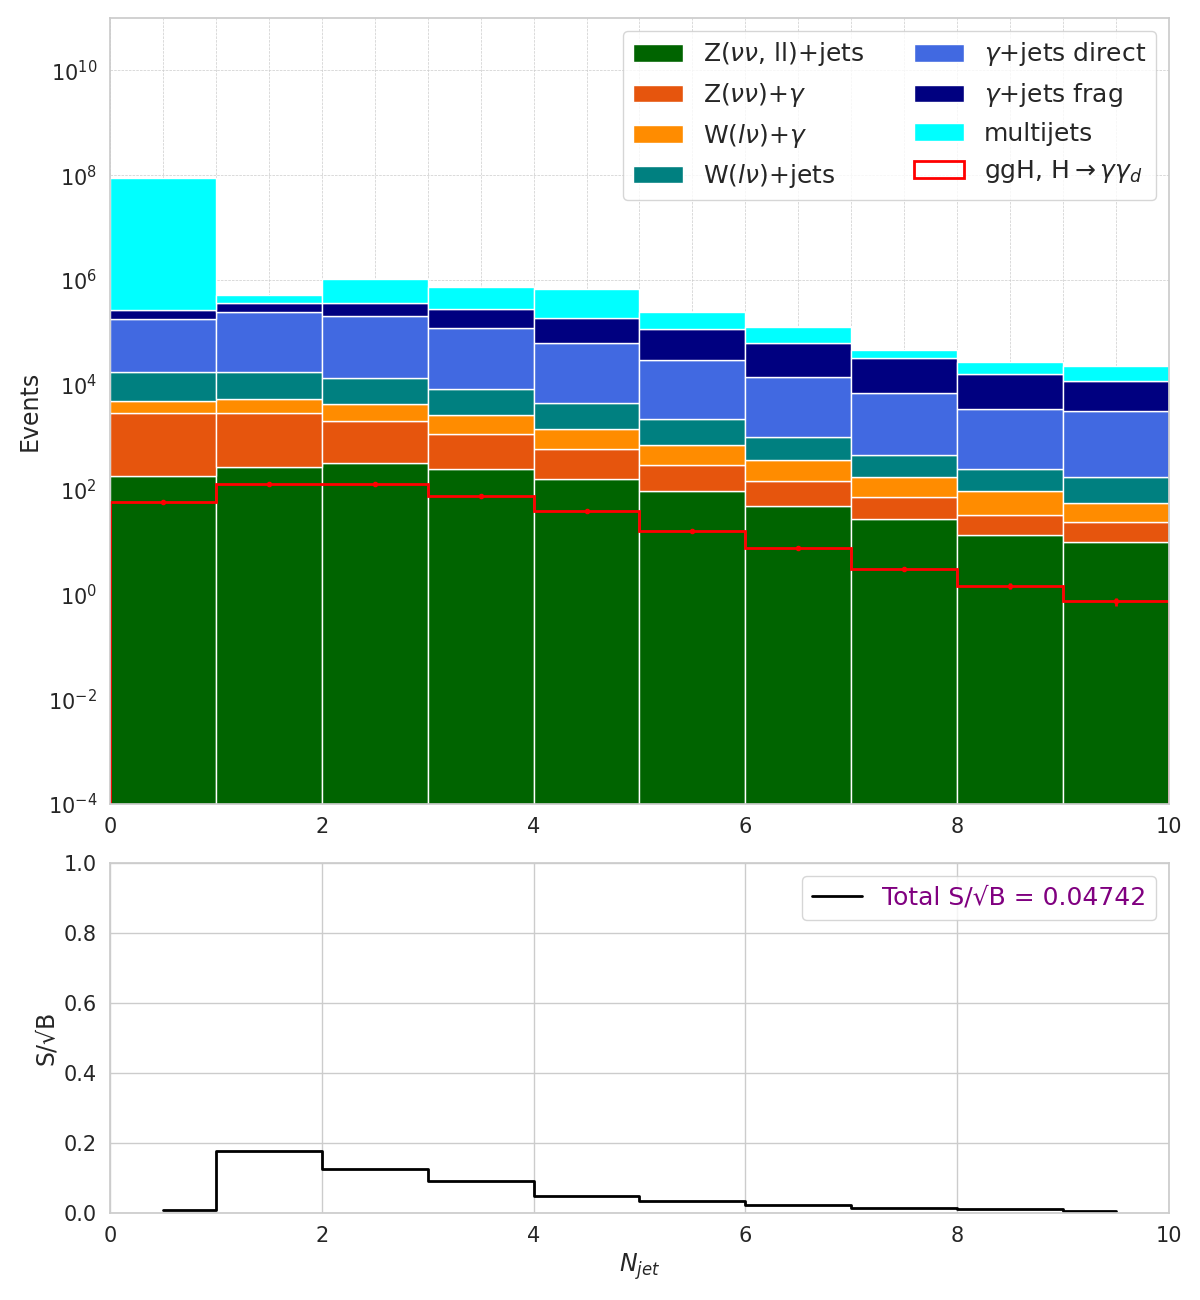 Z(νν, ll)+jets
Z(νν)+γ
W(lν)+γ
W(lν)+jets
γ+jets direct
γ+jets frag
multijets
ggH, H→γγ_d
Events
10^10
10^8
10^6
10^4
10^2
10^0
10^−2
10^−4
0 2 4 6 8 10
Total S/√B = 0.04742
S/√B
1.0
0.8
0.6
0.4
0.2
0.0
0 2 4 6 8 10
N_jet